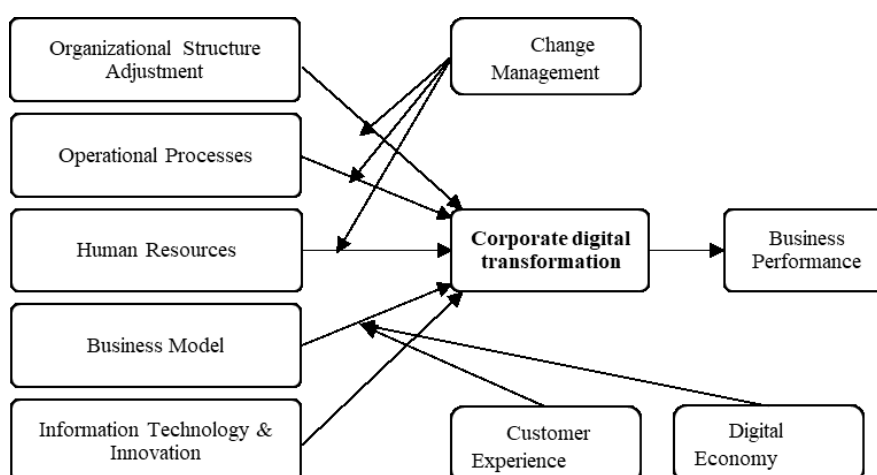 Organizational Structure
Adjustment
Change
Management
Operational Processes
Human Resources
Corporate digital
transformation
Business
Performance
Business Model
Information Technology &
Innovation
Customer
Experience
Digital
Economy